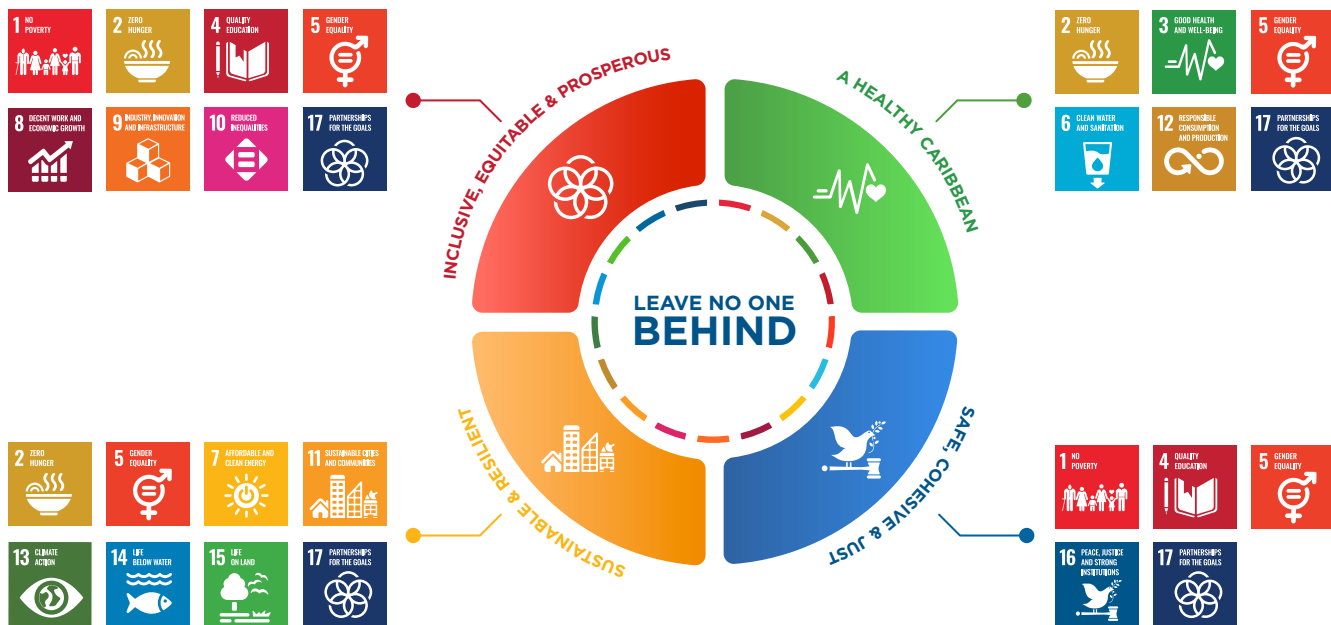 1 NO
POVERTY
2 ZERO
HUNGER
4 QUALITY
EDUCATION
5 GENDER
EQUALITY
8 DECENT WORK AND
ECONOMIC GROWTH
9 INDUSTRY, INNOVATION
AND INFRASTRUCTURE
10 REDUCED
INEQUALITIES
17 PARTNERSHIPS
FOR THE GOALS
INCLUSIVE, EQUITABLE & PROSPEROUS
A HEALTHY CARIBBEAN
2 ZERO
HUNGER
3 GOOD HEALTH
AND WELL-BEING
5 GENDER
EQUALITY
6 CLEAN WATER
AND SANITATION
12 RESPONSIBLE
CONSUMPTION
AND PRODUCTION
17 PARTNERSHIPS
FOR THE GOALS
LEAVE NO ONE
BEHIND
2 ZERO
HUNGER
5 GENDER
EQUALITY
7 AFFORDABLE AND
CLEAN ENERGY
11 SUSTAINABLE CITIES
AND COMMUNITIES
13 CLIMATE
ACTION
14 LIFE
BELOW WATER
15 LIFE
ON LAND
17 PARTNERSHIPS
FOR THE GOALS
SUSTAINABLE & RESILIENT
SAFE, COHESIVE & JUST
1 NO
POVERTY
4 QUALITY
EDUCATION
5 GENDER
EQUALITY
16 PEACE, JUSTICE
AND STRONG
INSTITUTIONS
17 PARTNERSHIPS
FOR THE GOALS